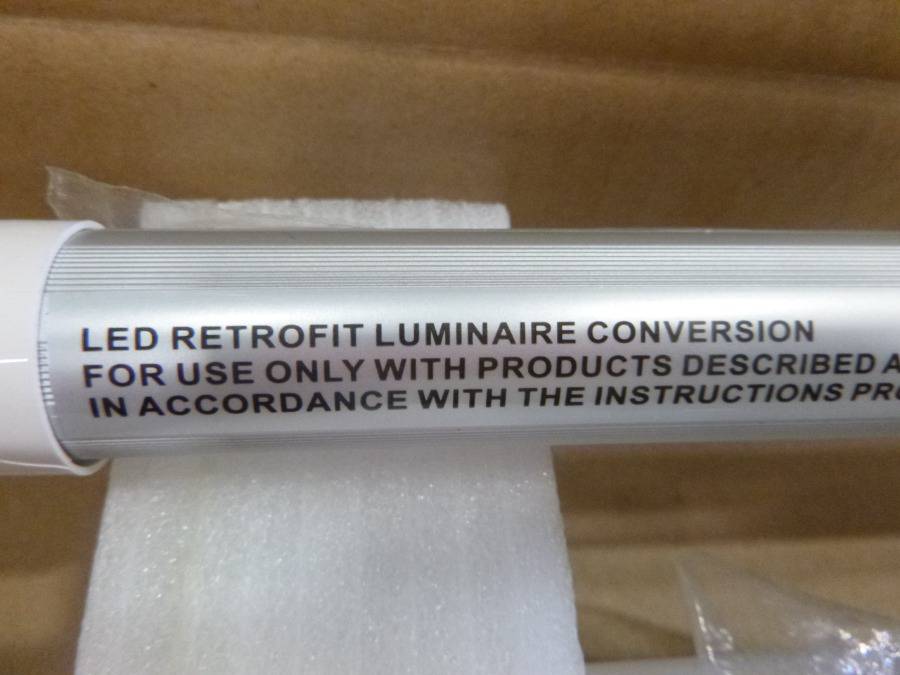 LED RETROFIT LUMINAIRE CONVERSION
FOR USE ONLY WITH PRODUCTS DESCRIBED
IN ACCORDANCE WITH THE INSTRUCTIONS